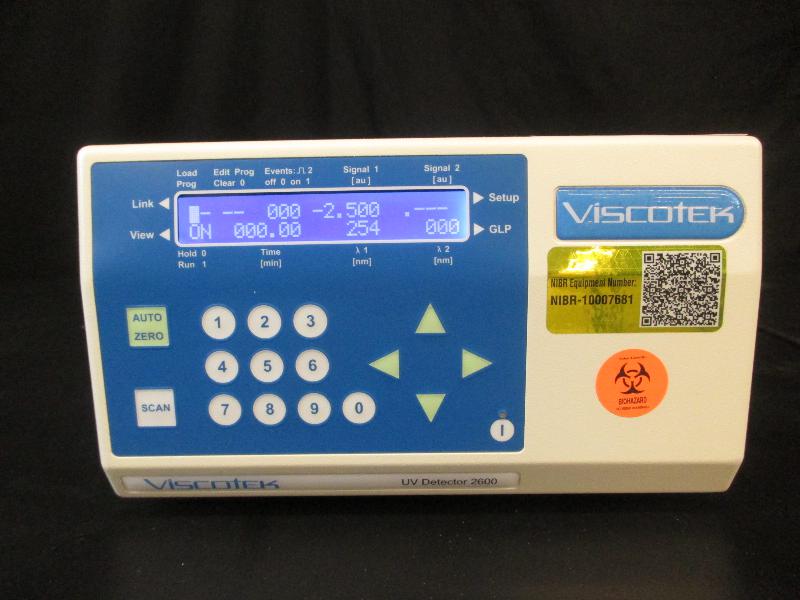 Load Prog
Edit Prog
Clear 0
Events: 2
off 0 on 1
Signal 1
[au]
Signal 2
[au]
Link
Setup
- -- 000 -2.500 .---
View
ON 000.00 254 000
GLP
Hold 0
Run 1
Time
[min]
λ 1
[nm]
λ 2
[nm]
VISCOTEK
NIBR Equipment Number:
NIBR-10007681
AUTO
ZERO
1 2 3
4 5 6
SCAN
7 8 9 0
I
BIOHAZARD
VISCOTEK
UV Detector 2600